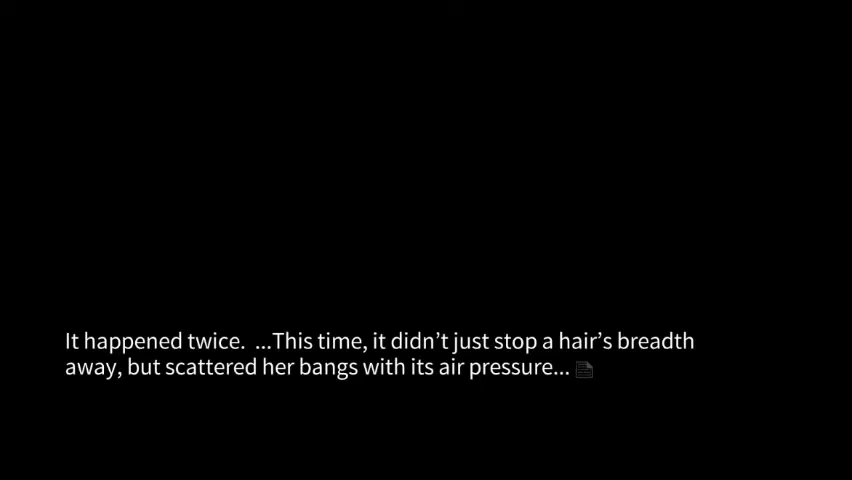 It happened twice.  ...This time, it didn’t just stop a hair’s breadth
away, but scattered her bangs with its air pressure...